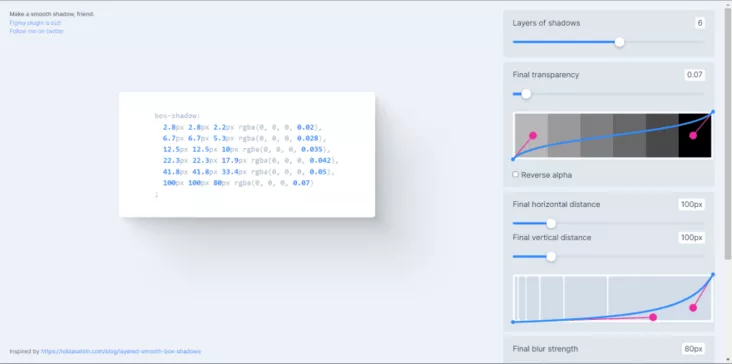 Make a smooth shadow, friend.
Figma plugin is out!
Follow me on twitter
box-shadow:
2.8px 2.8px 2.2px rgba(0, 0, 0, 0.02),
6.7px 6.7px 5.3px rgba(0, 0, 0, 0.028),
12.5px 12.5px 10px rgba(0, 0, 0, 0.035),
22.3px 22.3px 17.9px rgba(0, 0, 0, 0.042),
41.8px 41.8px 33.4px rgba(0, 0, 0, 0.05),
100px 100px 80px rgba(0, 0, 0, 0.07)
;
Inspired by https://tobiasahlin.com/blog/layered-smooth-box-shadows
Layers of shadows 6
Final transparency 0.07
Reverse alpha
Final horizontal distance 100px
Final vertical distance 100px
Final blur strength 80px